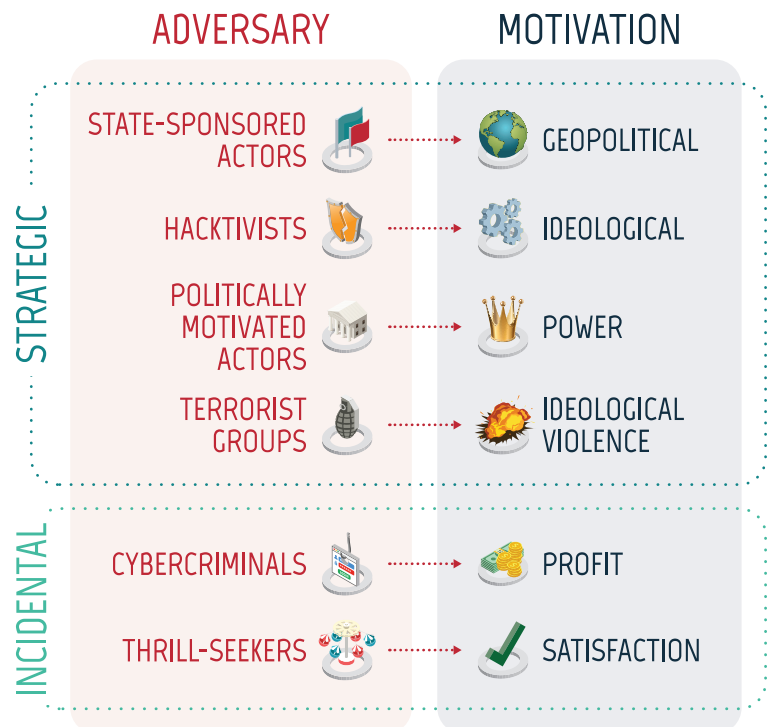 ADVERSARY
MOTIVATION
STRATEGIC
STATE-SPONSORED
ACTORS
GEOPOLITICAL
HACKTIVISTS
IDEOLOGICAL
POLITICALLY
MOTIVATED
ACTORS
POWER
TERRORIST
GROUPS
IDEOLOGICAL
VIOLENCE
INCIDENTAL
CYBERCRIMINALS
PROFIT
THRILL-SEEKERS
SATISFACTION